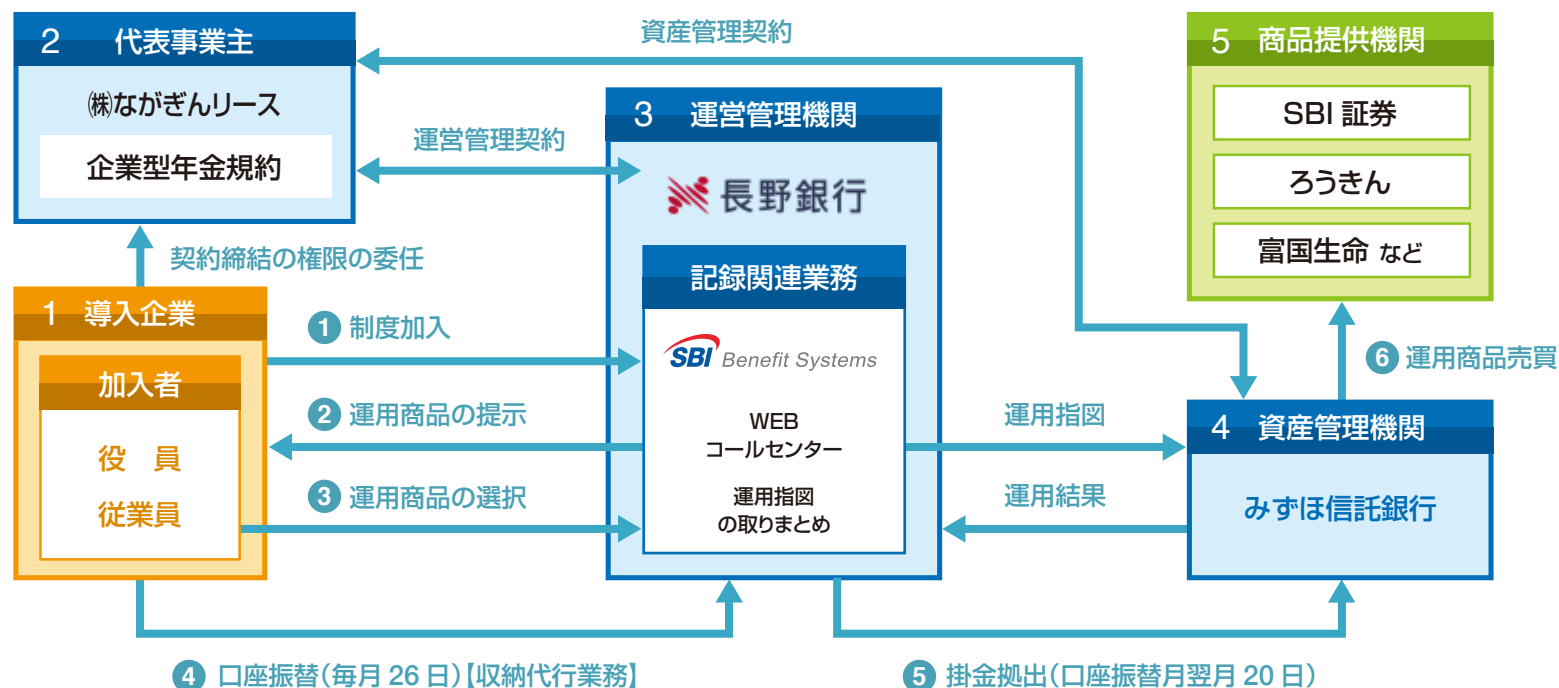 資産管理契約
2 代表事業主
㈱ながぎんリース
企業型年金規約
運営管理契約
契約締結の権限の委任
1 導入企業
加入者
役 員
従業員
1 制度加入
2 運用商品の提示
3 運用商品の選択
3 運営管理機関
長野銀行
記録関連業務
SBI Benefit Systems
WEB
コールセンター
運用指図
の取りまとめ
運用指図
運用結果
5 商品提供機関
SBI 証券
ろうきん
富国生命 など
6 運用商品売買
4 資産管理機関
みずほ信託銀行
4 口座振替(毎月 26 日)【収納代行業務】
5 掛金拠出(口座振替月翌月 20 日)